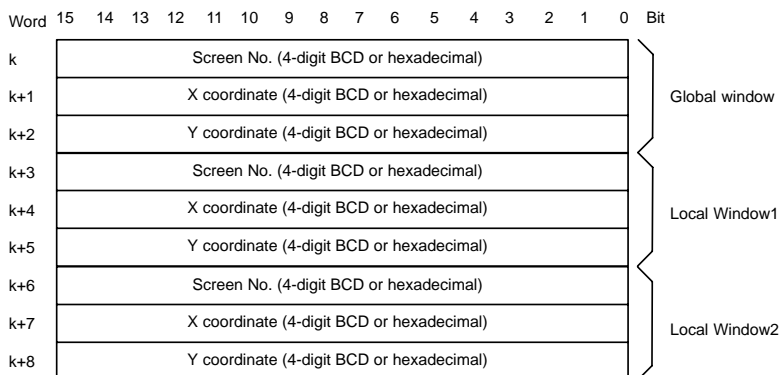 Word 15 14 13 12 11 10 9 8 7 6 5 4 3 2 1 0 Bit
k Screen No. (4-digit BCD or hexadecimal)
k+1 X coordinate (4-digit BCD or hexadecimal) Global window
k+2 Y coordinate (4-digit BCD or hexadecimal)
k+3 Screen No. (4-digit BCD or hexadecimal)
k+4 X coordinate (4-digit BCD or hexadecimal) Local Window1
k+5 Y coordinate (4-digit BCD or hexadecimal)
k+6 Screen No. (4-digit BCD or hexadecimal)
k+7 X coordinate (4-digit BCD or hexadecimal) Local Window2
k+8 Y coordinate (4-digit BCD or hexadecimal)